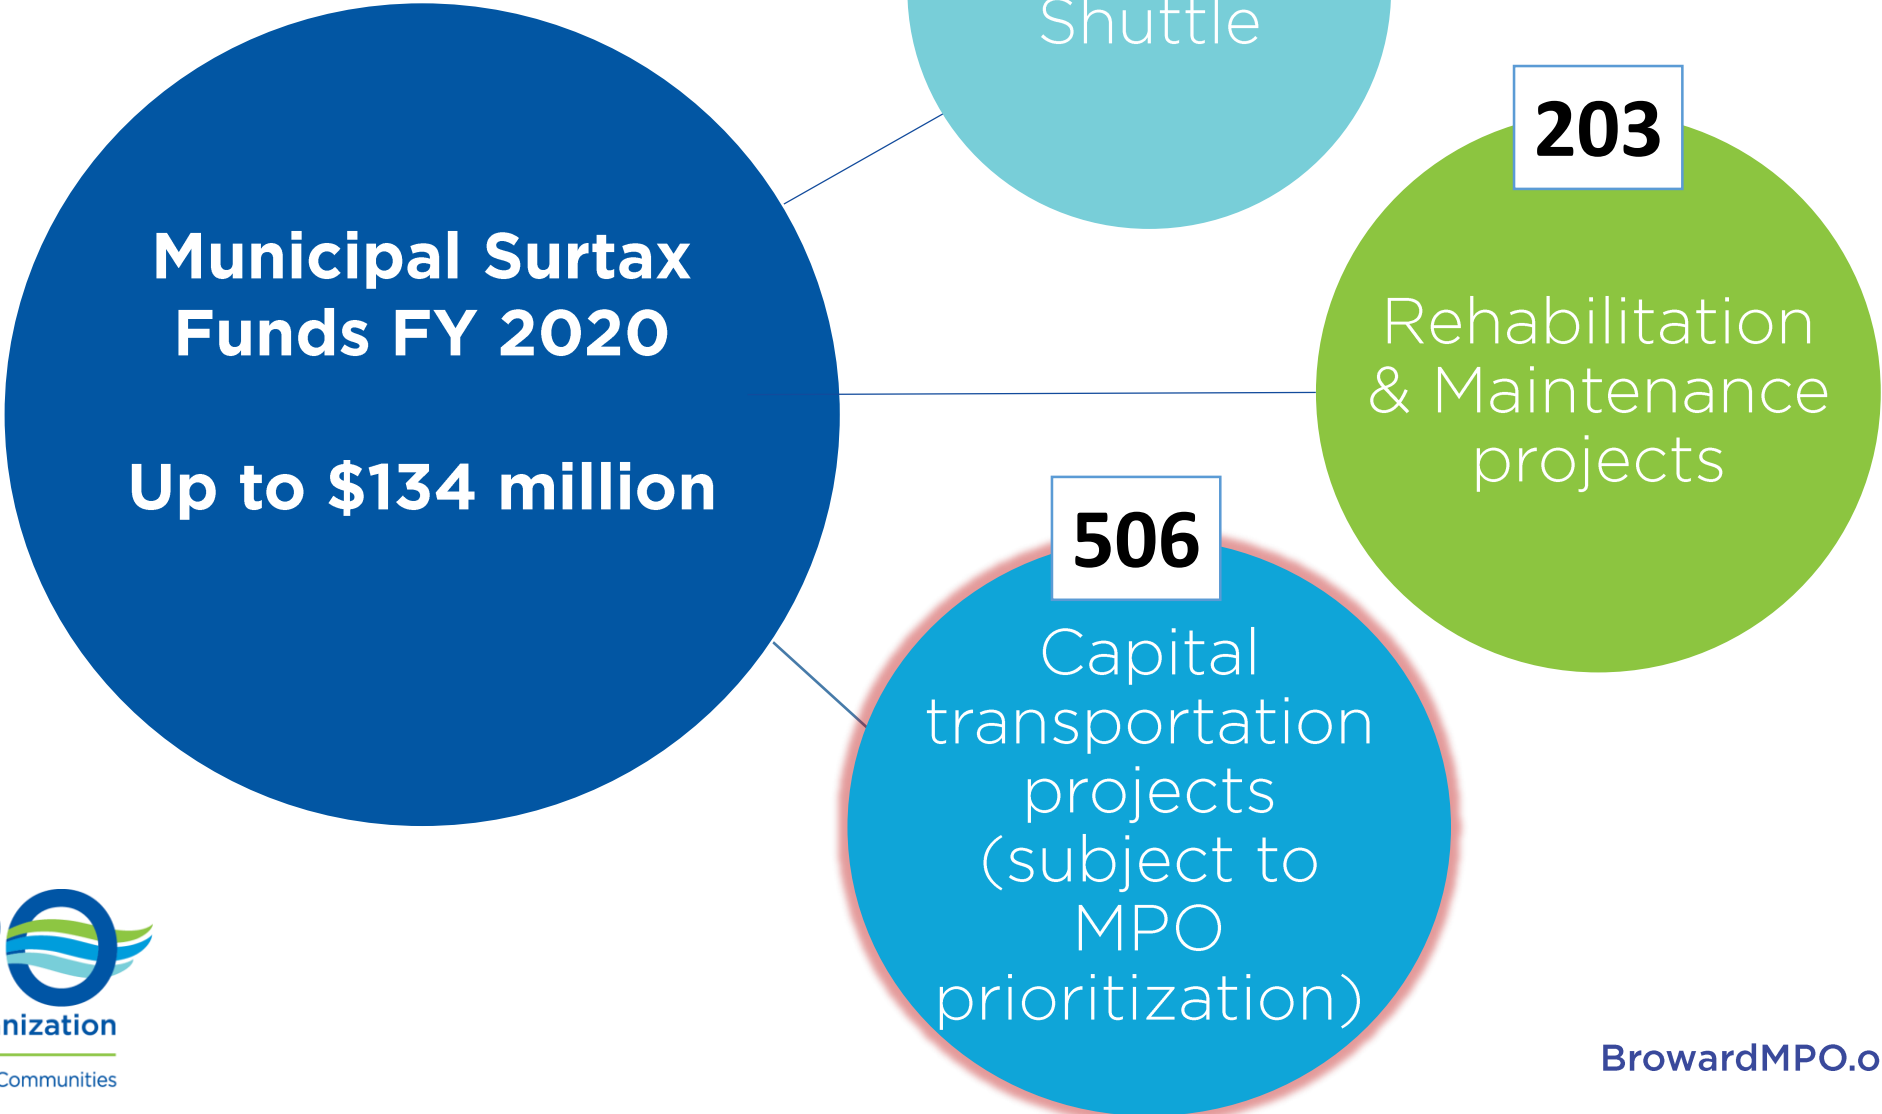 Shuttle
203
Municipal Surtax
Funds FY 2020
Up to $134 million
Rehabilitation
& Maintenance
projects
506
Capital
transportation
projects
(subject to
MPO
prioritization)
nization
Communities
BrowardMPO.o